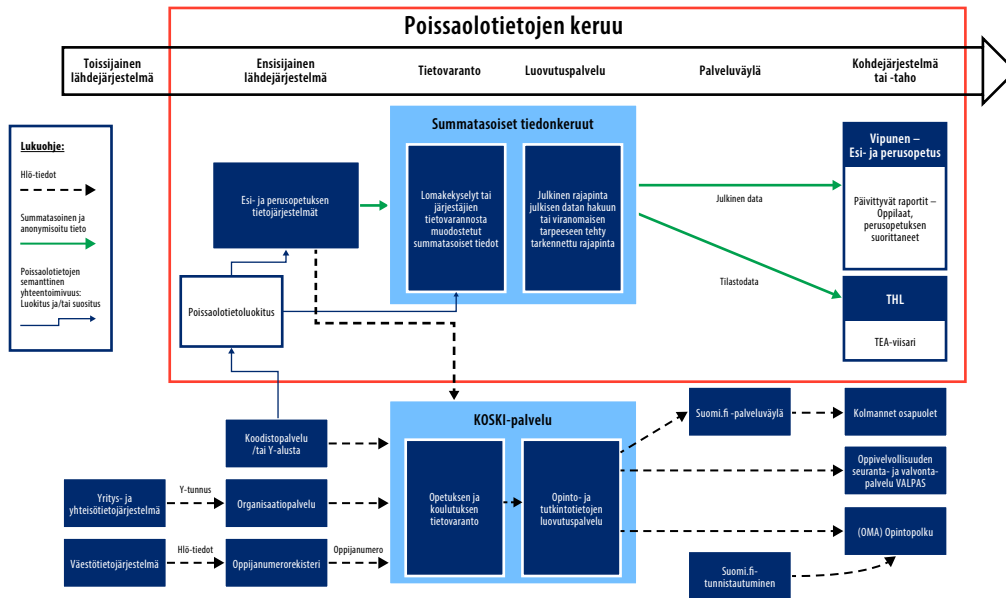 Poissaolotietojen keruu
Toissijainen
lähdejärjestelmä
Ensisijainen
lähdejärjestelmä
Tietovaranto
Luovutuspalvelu
Palveluväylä
Kohdejärjestelmä
tai -taho
Lukuohje:
Hlö-tiedot
Summatasoinen ja
anonymisoitu tieto
Poissaolotietojen
semanttinen
yhteentoimivuus:
Luokitus ja/tai suositus
Esi- ja perusopetuksen
tietojärjestelmät
Poissaolotietoluokitus
Summatasoiset tiedonkeruut
Lomakekyselyt tai
järjestäjien
tietovarannosta
muodostetut
summatasoiset tiedot
Julkinen rajapinta
julkisen datan hakuun
tai viranomaisen
tarpeeseen tehty
tarkennettu rajapinta
Julkinen data
Tilastodata
Vipunen –
Esi- ja perusopetus
Päivittyvät raportit –
Oppilaat,
perusopetuksen
suorittaneet
THL
TEA-viisari
Koodistopalvelu
/tai Y-alusta
Yritys- ja
yhteisötietojärjestelmä
Y-tunnus
Organisaatiopalvelu
Väestötietojärjestelmä
Hlö-tiedot
Oppijanumerorekisteri
Oppijanumero
KOSKI-palvelu
Opetuksen ja
koulutuksen
tietovaranto
Opinto- ja
tutkintotietojen
luovutuspalvelu
Suomi.fi -palveluväylä
Kolmannet osapuolet
Oppivelvollisuuden
seuranta- ja valvonta-
palvelu VALPAS
(OMA) Opintopolku
Suomi.fi-
tunnistautuminen